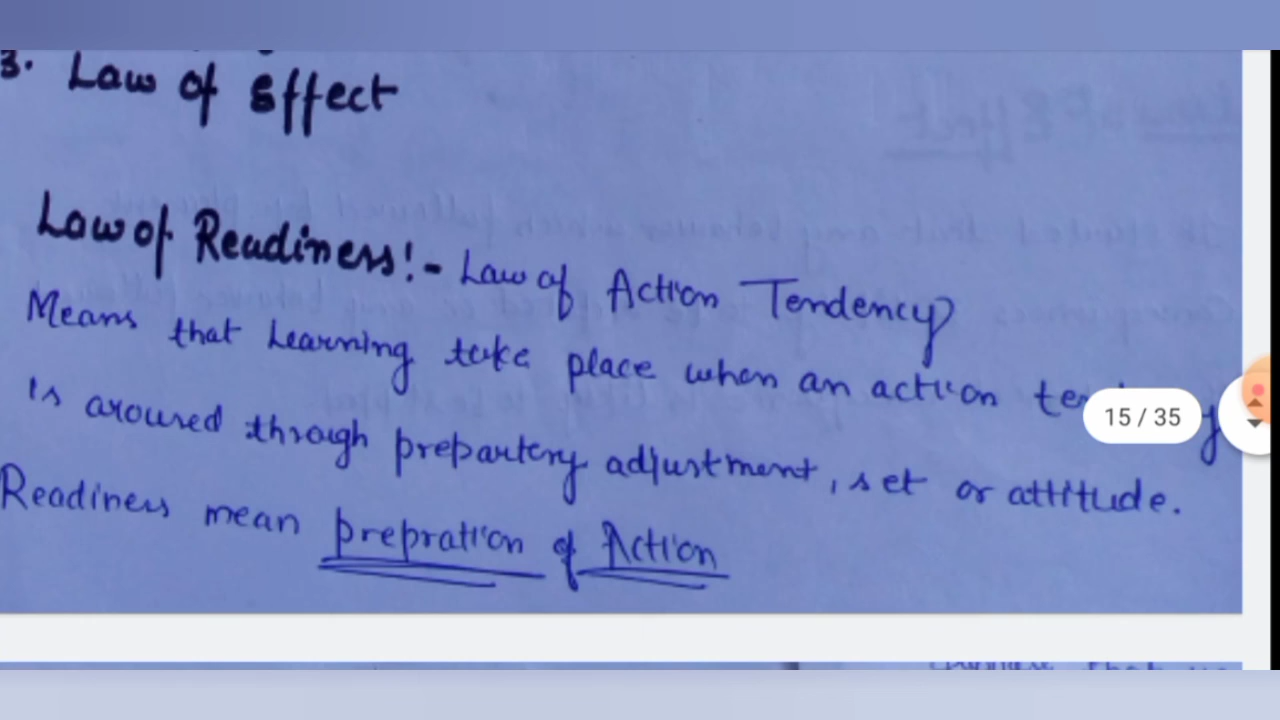 3. Law of Effect
Law of Readiness:- Law of Action Tendency
Means that Learning take place when an action
is aroured through prepartery adjustment, set or attitude.
Readiness mean prepration of Action
15 / 35